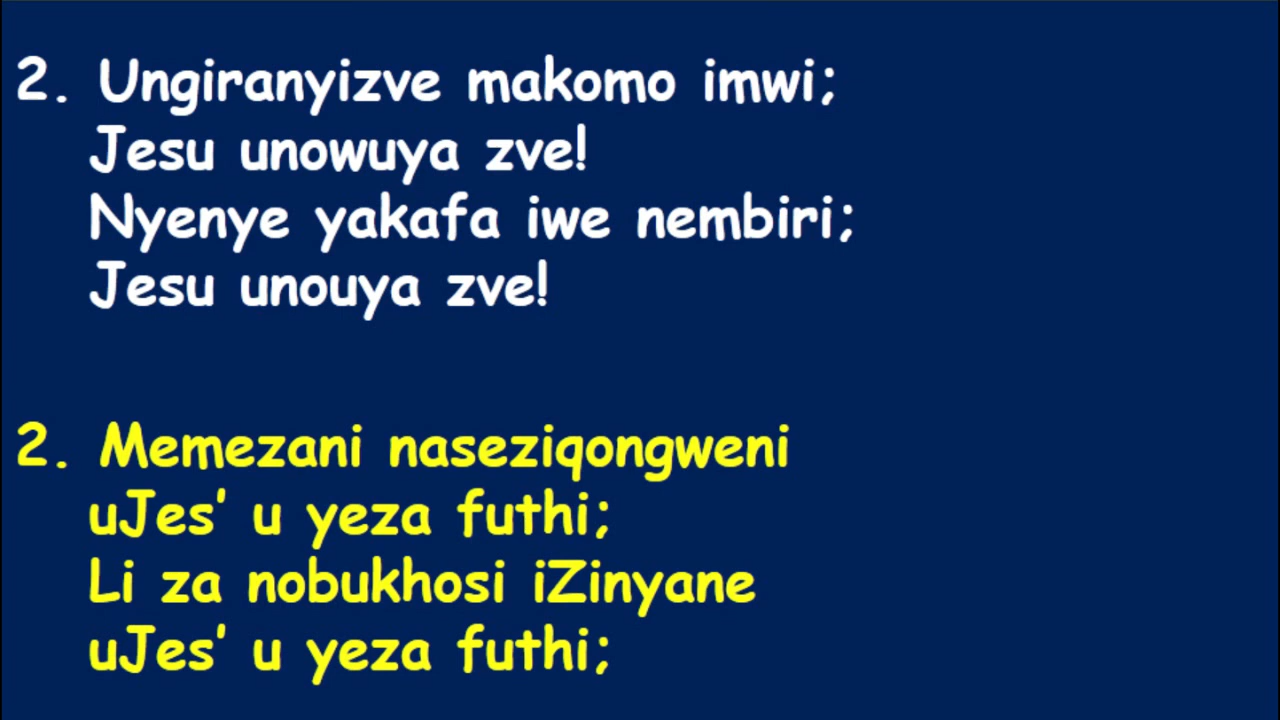 2. Ungiranyizve makomo imwi;
Jesu unowuya zve!
Nyenye yakafa iwe nembiri;
Jesu unouya zve!
2. Memezani naseziqongweni
uJes' u yeza futhi;
Li za nobukhosi iZinyane
uJes' u yeza futhi;